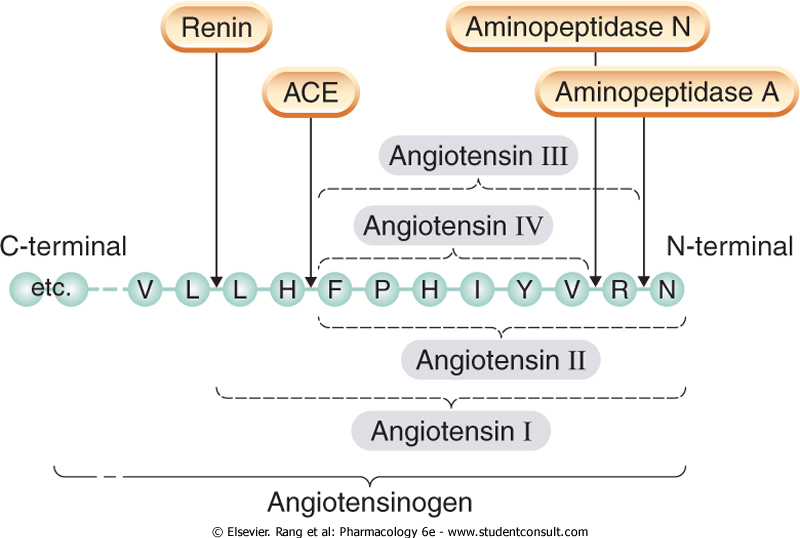 Renin
Aminopeptidase N
ACE
Aminopeptidase A
Angiotensin III
Angiotensin IV
C-terminal
N-terminal
etc. V L L H F P H I Y V R N
Angiotensin II
Angiotensin I
Angiotensinogen
© Elsevier. Rang et al: Pharmacology 6e - www.studentconsult.com